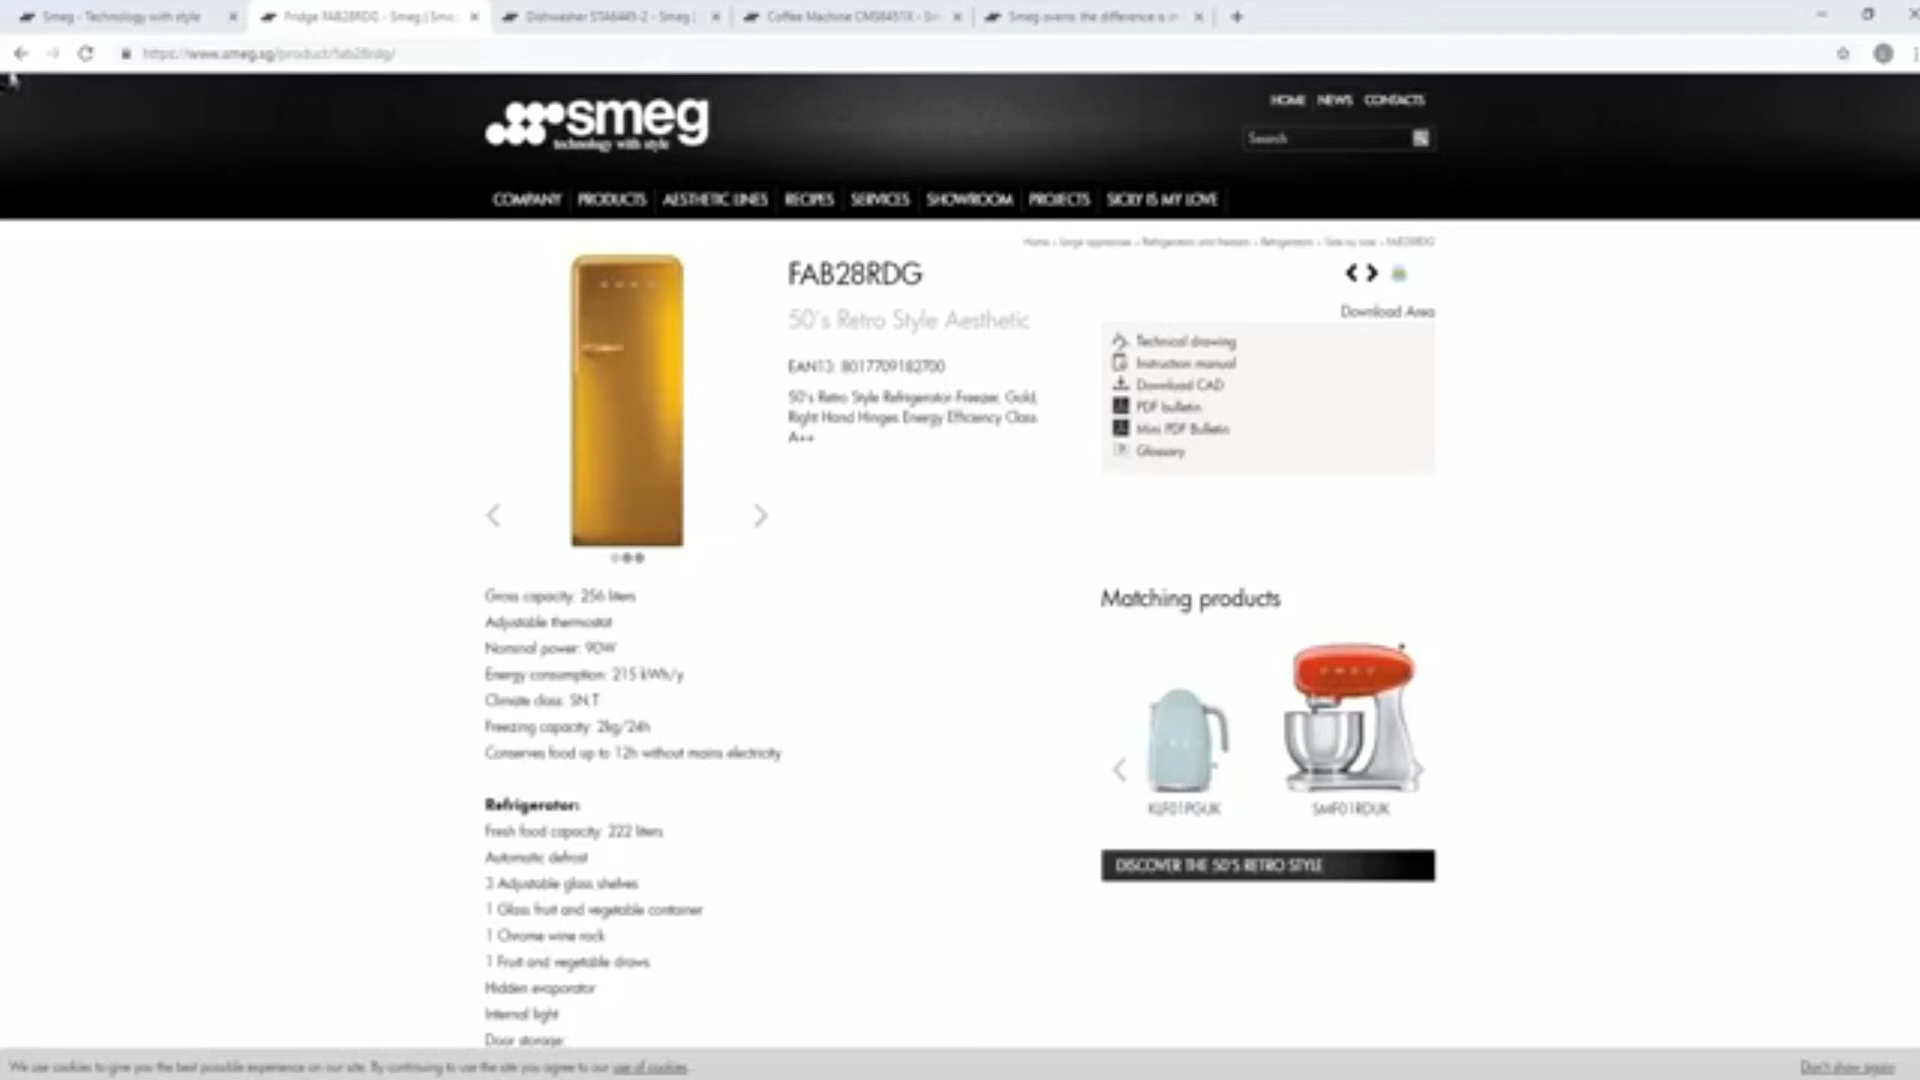 Smeg - Technology with style
Fridge FAB28RDG - Smeg | Sme
Dishwasher STA6445-2 - Smeg |
Coffee Machine CMS8451X - Sm
Smeg ovens: the difference is in
https://www.smeg.sg/product/fab28rdg/
smeg
technology with style
HOME NEWS CONTACTS
Search
COMPANY PRODUCTS AESTHETIC LINES RECIPES SERVICES SHOWROOM PROJECTS SICILY IS MY LOVE
Home › Large appliances › Refrigerators and freezers › Refrigerators › Side by side › FAB28RDG
FAB28RDG
50's Retro Style Aesthetic
EAN13: 8017709182700
50's Retro Style Refrigerator-Freezer, Gold,
Right Hand Hinges Energy Efficiency Class
A++
Download Area
Technical drawing
Instruction manual
Download CAD
PDF bulletin
Mini PDF Bulletin
Glossary
SMEG
Gross capacity: 256 liters
Adjustable thermostat
Nominal power: 90W
Energy consumption: 215 kWh/y
Climate class: SN,T
Freezing capacity: 2kg/24h
Conserves food up to 12h without mains electricity
Refrigerator:
Fresh food capacity: 222 liters
Automatic defrost
3 Adjustable glass shelves
1 Glass fruit and vegetable container
1 Chrome wine rack
1 Fruit and vegetable draws
Hidden evaporator
Internal light
Door storage:
Matching products
SMEG
KLF01PGUK
SMF01RDUK
DISCOVER THE 50'S RETRO STYLE
We use cookies to give you the best possible experience on our site. By continuing to use the site you agree to our use of cookies.
Don't show again